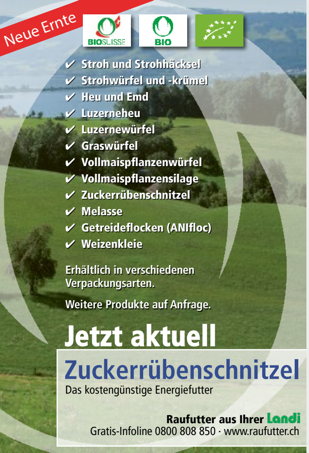 Neue Ernte
BIOSUISSE
BIO
✔ Stroh und Strohhäcksel
✔ Strohwürfel und -krümel
✔ Heu und Emd
✔ Luzerneheu
✔ Luzernewürfel
✔ Graswürfel
✔ Vollmaispflanzenwürfel
✔ Vollmaispflanzensilage
✔ Zuckerrübenschnitzel
✔ Melasse
✔ Getreideflocken (ANIfloc)
✔ Weizenkleie
Erhältlich in verschiedenen
Verpackungsarten.
Weitere Produkte auf Anfrage.
Jetzt aktuell
Zuckerrübenschnitzel
Das kostengünstige Energiefutter
Raufutter aus Ihrer Landi
Gratis-Infoline 0800 808 850 · www.raufutter.ch